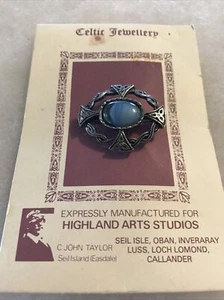 Celtic Jewellery
EXPRESSLY MANUFACTURED FOR
HIGHLAND ARTS STUDIOS
C JOHN TAYLOR
Seil Island (Easdale)
SEIL ISLE, OBAN, INVERARAY
LUSS, LOCH LOMOND,
CALLANDER